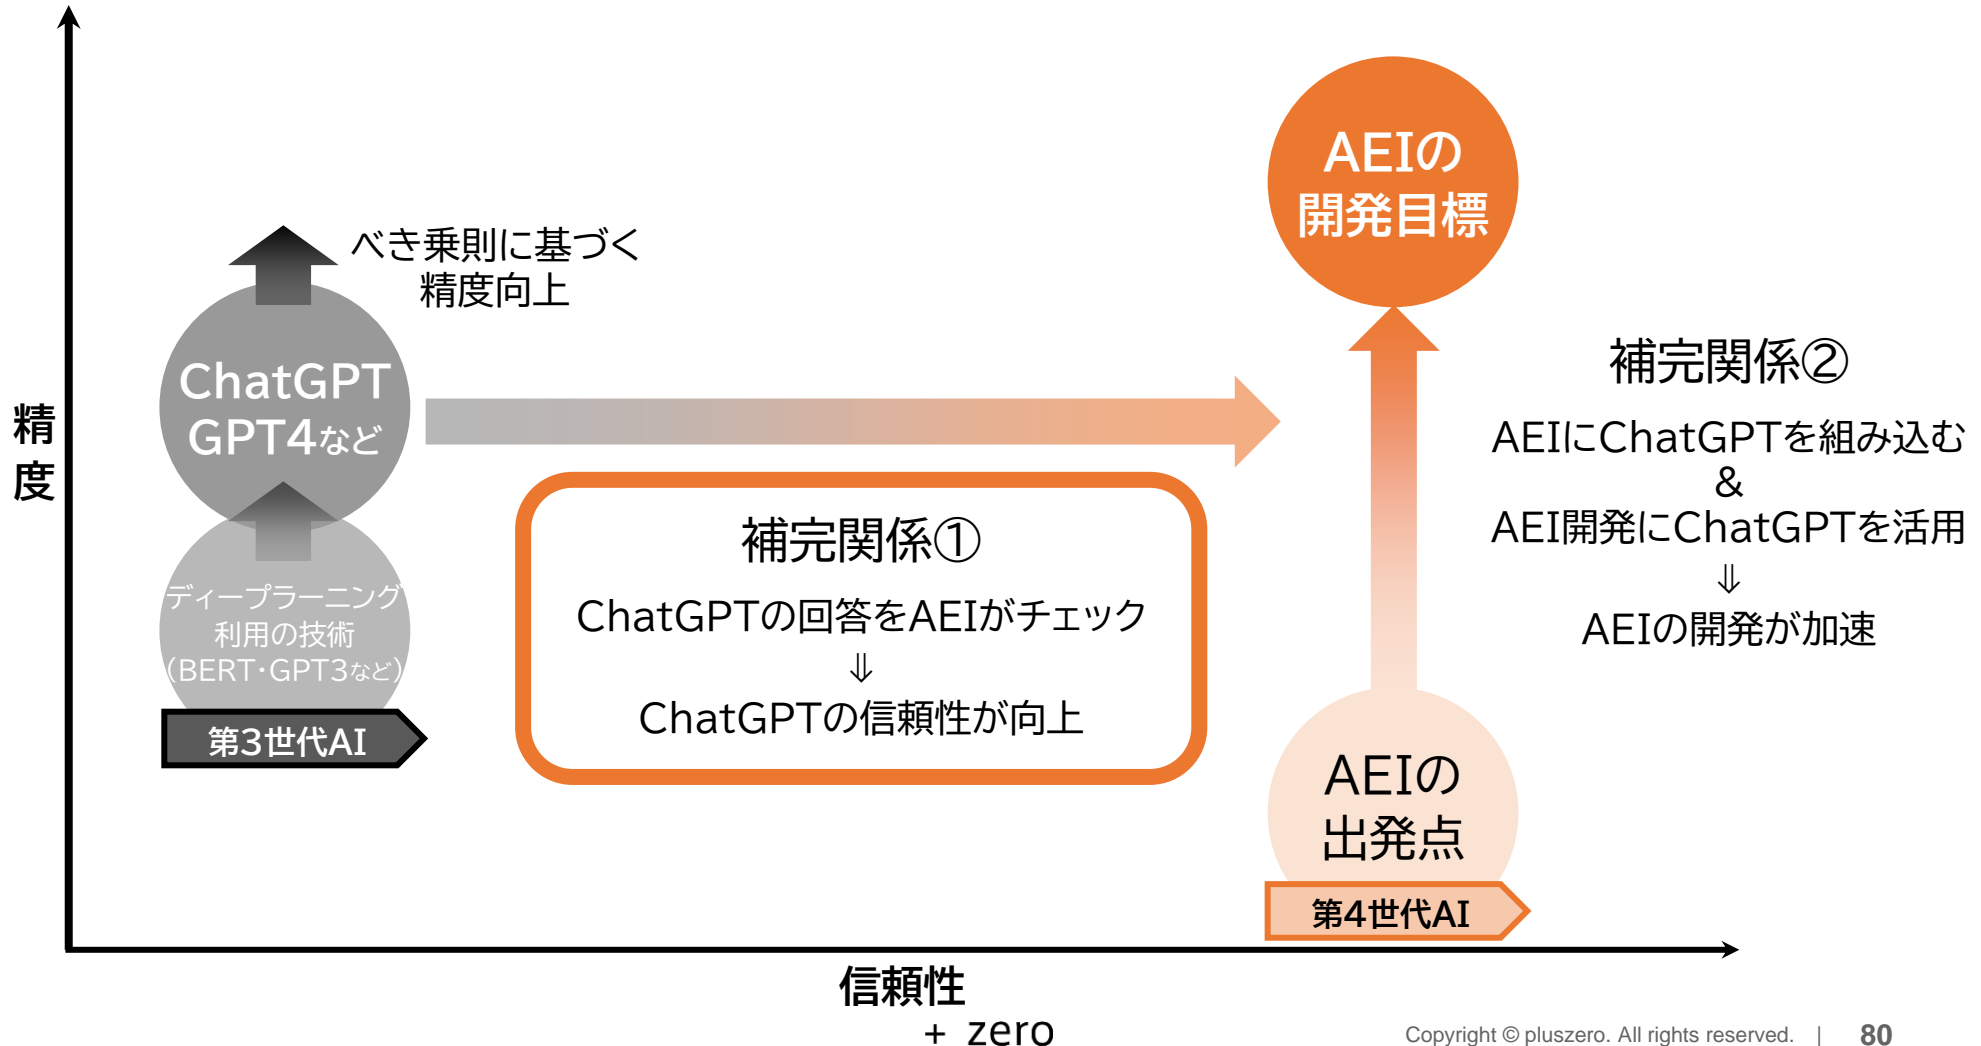 精度
べき乗則に基づく
精度向上
ChatGPT
GPT4など
ディープラーニング
利用の技術
(BERT・GPT3など)
第3世代AI
補完関係①
ChatGPTの回答をAEIがチェック
⇓
ChatGPTの信頼性が向上
AEIの
開発目標
補完関係②
AEIにChatGPTを組み込む
&
AEI開発にChatGPTを活用
⇓
AEIの開発が加速
AEIの
出発点
第4世代AI
信頼性
+ zero
Copyright © pluszero. All rights reserved. | 80